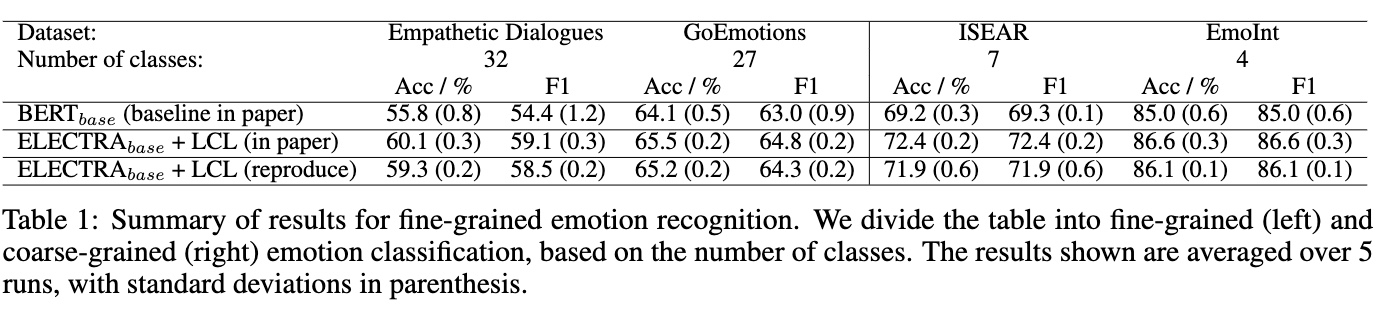 Dataset: Empathetic Dialogues GoEmotions ISEAR EmoInt
Number of classes: 32 27 7 4
Acc / % F1 Acc / % F1 Acc / % F1 Acc / % F1
BERTbase (baseline in paper) 55.8 (0.8) 54.4 (1.2) 64.1 (0.5) 63.0 (0.9) 69.2 (0.3) 69.3 (0.1) 85.0 (0.6) 85.0 (0.6)
ELECTRAbase + LCL (in paper) 60.1 (0.3) 59.1 (0.3) 65.5 (0.2) 64.8 (0.2) 72.4 (0.2) 72.4 (0.2) 86.6 (0.3) 86.6 (0.3)
ELECTRAbase + LCL (reproduce) 59.3 (0.2) 58.5 (0.2) 65.2 (0.2) 64.3 (0.2) 71.9 (0.6) 71.9 (0.6) 86.1 (0.1) 86.1 (0.1)
Table 1: Summary of results for fine-grained emotion recognition. We divide the table into fine-grained (left) and
coarse-grained (right) emotion classification, based on the number of classes. The results shown are averaged over 5
runs, with standard deviations in parenthesis.